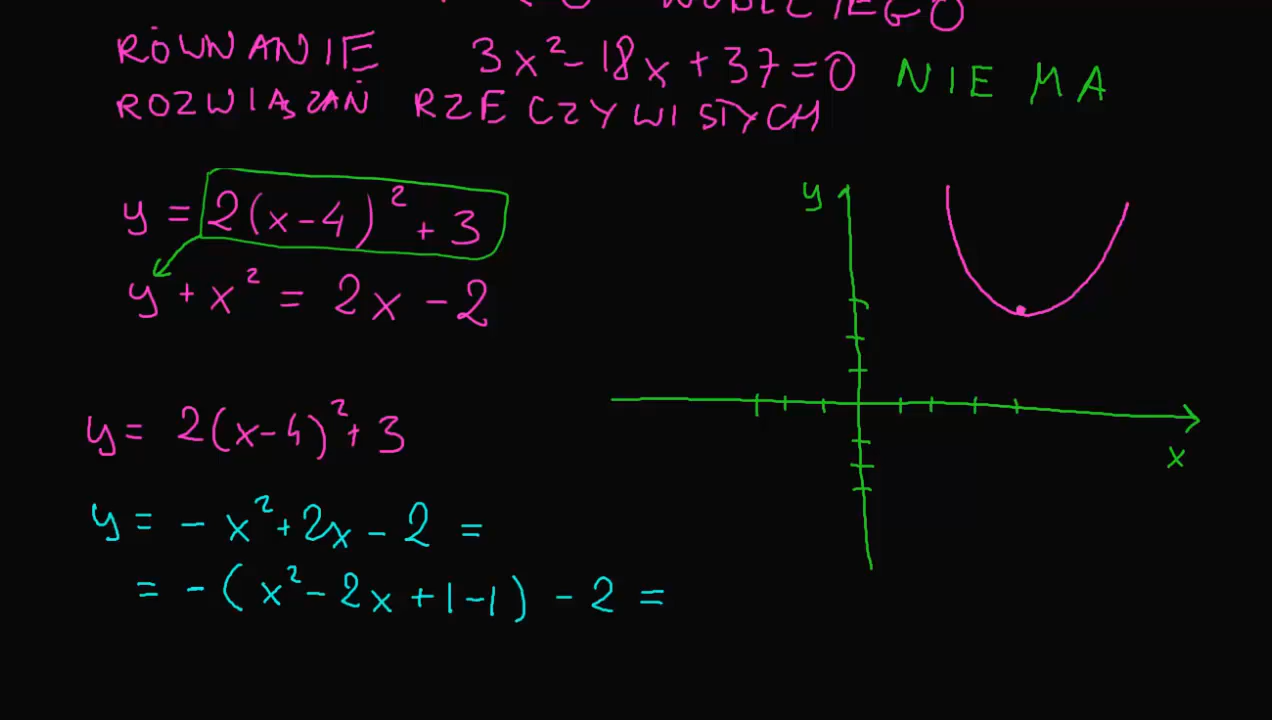 RÓWNANIE 3x² - 18x + 37 = 0 NIE MA
ROZWIĄZAŃ RZECZYWISTYCH
y = 2(x-4)² + 3
y + x² = 2x - 2
y = 2(x-4)² + 3
y = - x² + 2x - 2 =
= - (x² - 2x + 1 - 1) - 2 =
y
x